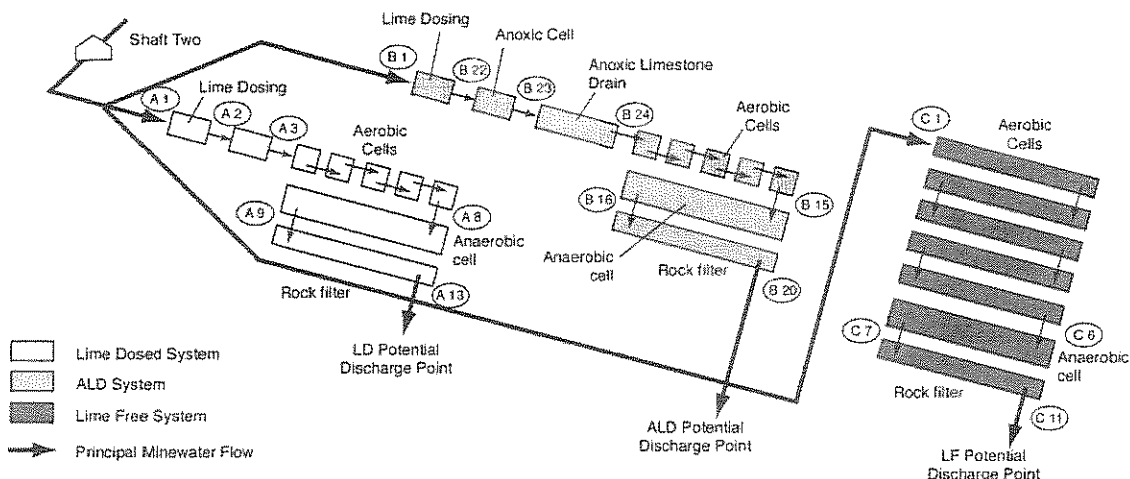 Shaft Two
Lime Dosing
Anoxic Cell
Anoxic Limestone
Drain
B 1
B 22
B 23
B 24
Aerobic
Cells
A 1
Lime Dosing
A 2
A 3
Aerobic
Cells
C 1
Aerobic
Cells
B 16
B 15
A 9
A 8
Anaerobic
cell
Anaerobic
cell
Rock filter
B 20
Rock filter
A 13
C 7
C 6
Anaerobic
cell
Rock filter
C 11
LD Potential
Discharge Point
ALD Potential
Discharge Point
LF Potential
Discharge Point
Lime Dosed System
ALD System
Lime Free System
Principal Minewater Flow